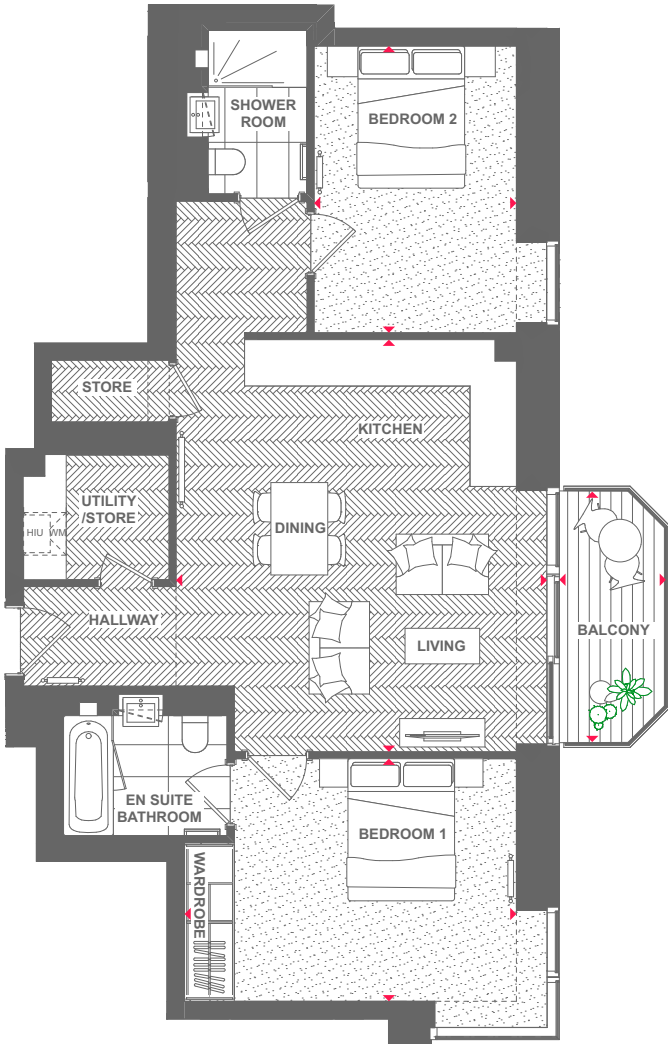 SHOWER
ROOM
BEDROOM 2
STORE
KITCHEN
UTILITY
/STORE
DINING
HIU
WM
HALLWAY
BALCONY
LIVING
EN SUITE
BATHROOM
BEDROOM 1
WARDROBE